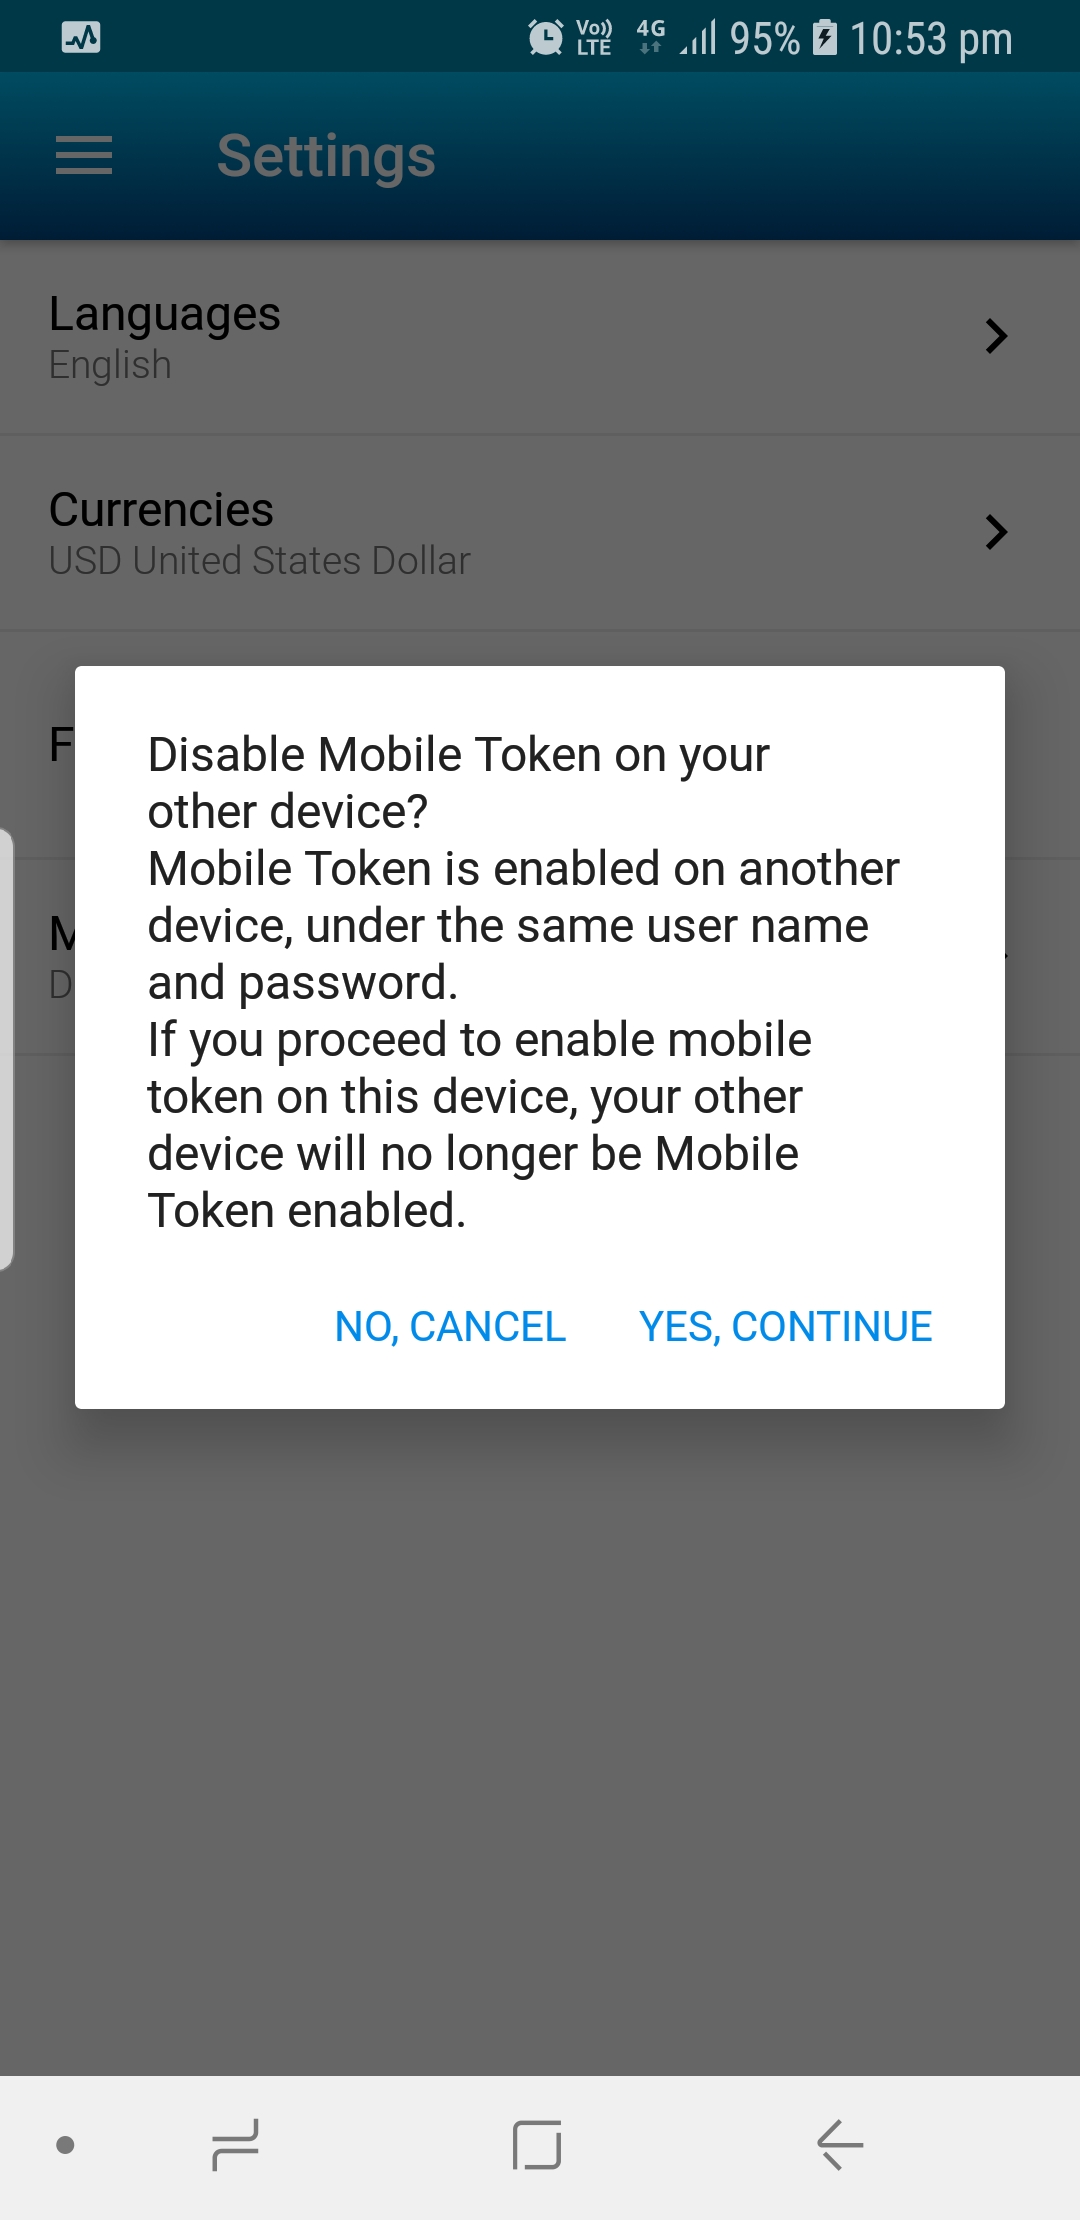 Vo)) LTE 4G 95% 10:53 pm
Settings
Languages
English
Currencies
USD United States Dollar
Disable Mobile Token on your
other device?
Mobile Token is enabled on another
device, under the same user name
and password.
If you proceed to enable mobile
token on this device, your other
device will no longer be Mobile
Token enabled.
NO, CANCEL YES, CONTINUE